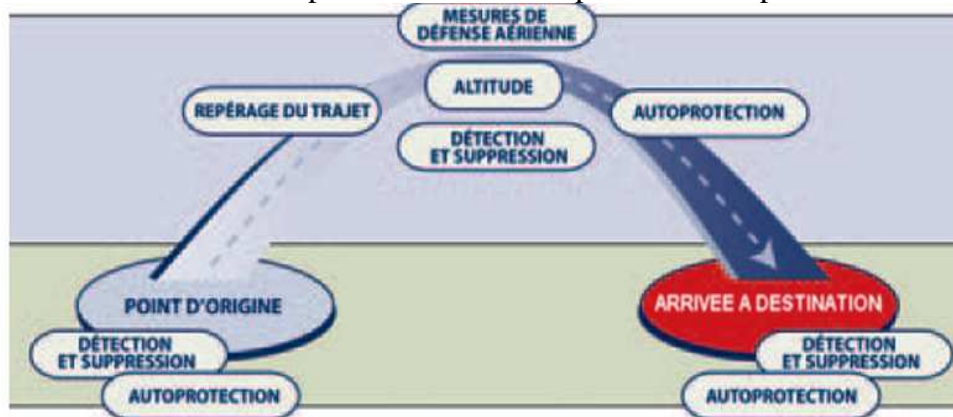 MESURES DE
DÉFENSE AÉRIENNE
ALTITUDE
REPÉRAGE DU TRAJET
AUTOPROTECTION
DÉTECTION
ET SUPPRESSION
POINT D'ORIGINE
ARRIVEE A DESTINATION
DÉTECTION
ET SUPPRESSION
DÉTECTION
ET SUPPRESSION
AUTOPROTECTION
AUTOPROTECTION